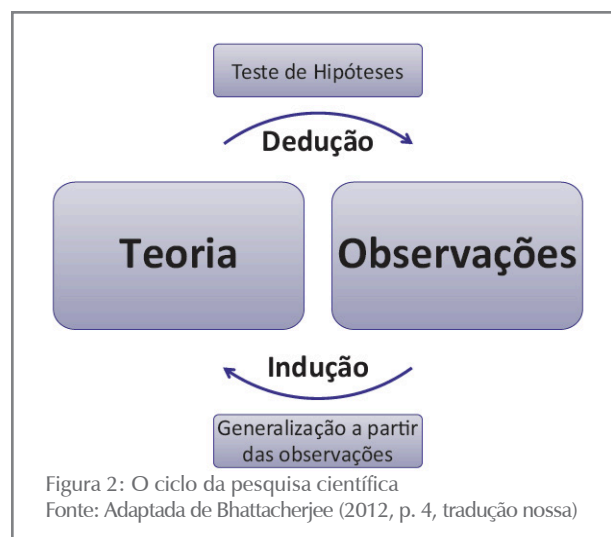 Teste de Hipóteses
Dedução
Teoria
Observações
Indução
Generalização a partir
das observações
Figura 2: O ciclo da pesquisa científica
Fonte: Adaptada de Bhattacherjee (2012, p. 4, tradução nossa)